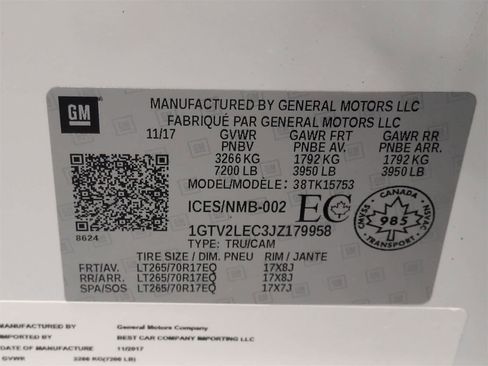 GM
MANUFACTURED BY GENERAL MOTORS LLC
FABRIQUÉ PAR GENERAL MOTORS LLC
11/17 GVWR GAWR FRT GAWR RR
PNBV PNBE AV. PNBE ARR.
3266 KG 1792 KG 1792 KG
7200 LB 3950 LB 3950 LB
MODEL/MODÈLE: 38TK15753
ICES/NMB-002 EC
CANADA
985
TRANSPORT
8624
1GTV2LEC3JZ179958
TYPE: TRU/CAM
TIRE SIZE / DIM. PNEU RIM / JANTE
FRT/AV. LT265/70R17EQ 17X8J
RR/ARR. LT265/70R17EQ 17X8J
SPA/SOS LT265/70R17EQ 17X7J
MANUFACTURED BY General Motors Company
IMPORTED BY BEST CAR COMPANY IMPORTING LLC
DATE OF MANUFACTURE 11/2017
GVWR 3266 KG(7200 LB)